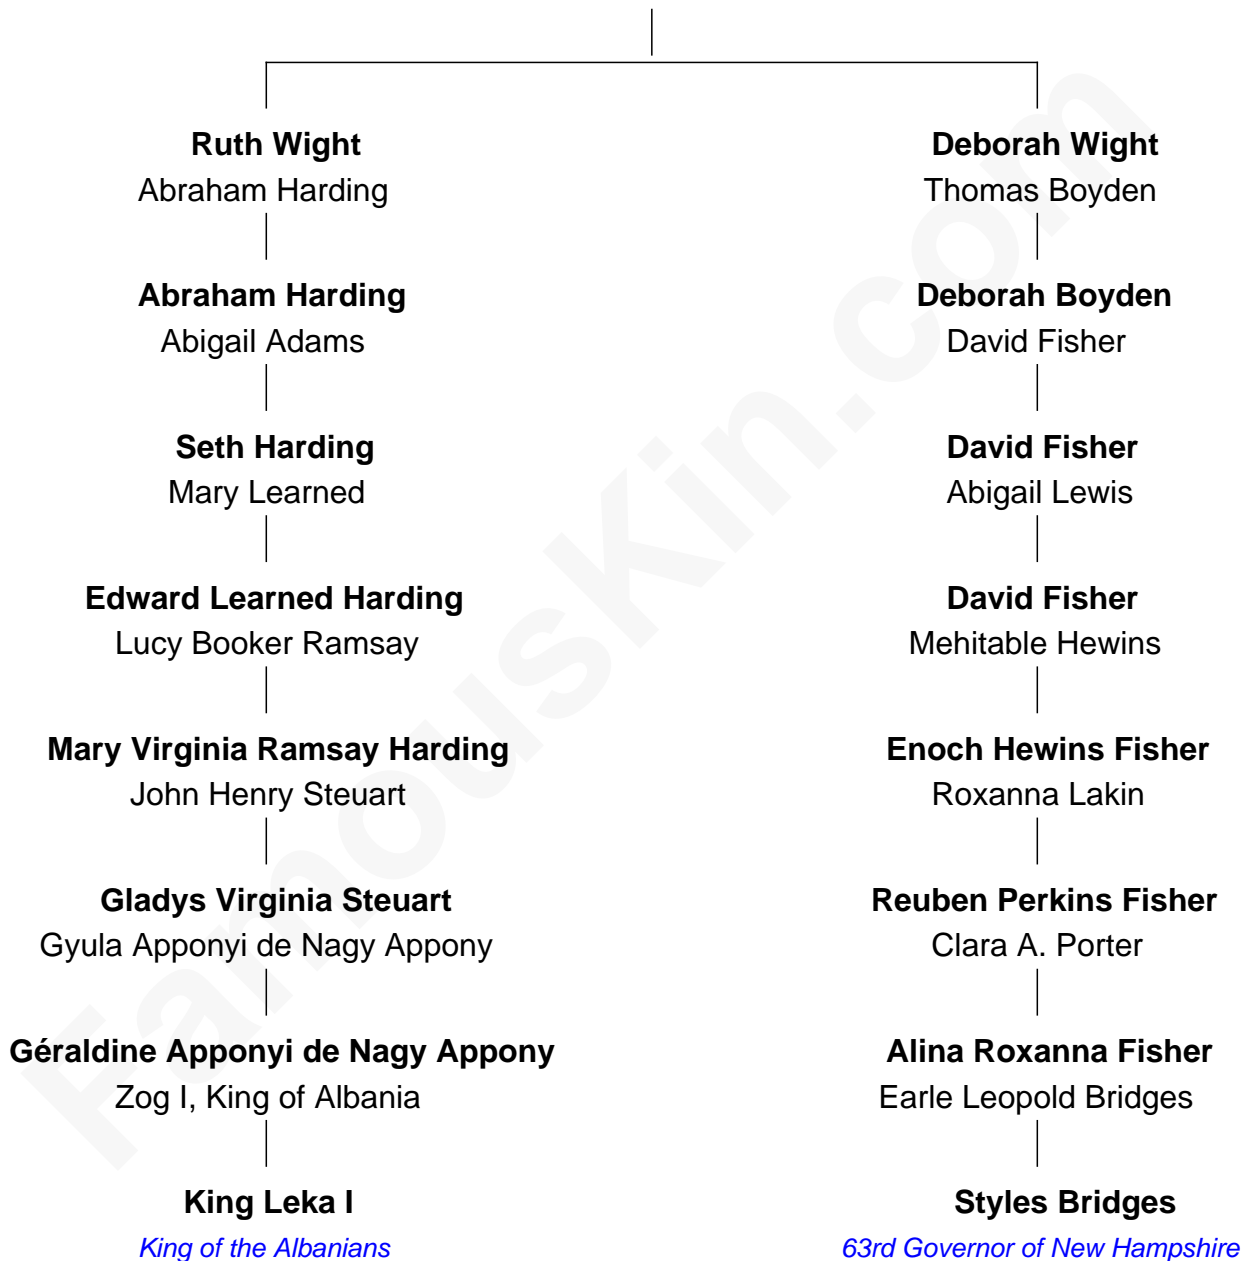 Ruth Wight
Abraham Harding
Abraham Harding
Abigail Adams
Seth Harding
Mary Learned
Edward Learned Harding
Lucy Booker Ramsay
Mary Virginia Ramsay Harding
John Henry Steuart
Gladys Virginia Steuart
Gyula Apponyi de Nagy Appony
Géraldine Apponyi de Nagy Appony
Zog I, King of Albania
King Leka I
King of the Albanians
Deborah Wight
Thomas Boyden
Deborah Boyden
David Fisher
David Fisher
Abigail Lewis
David Fisher
Mehitable Hewins
Enoch Hewins Fisher
Roxanna Lakin
Reuben Perkins Fisher
Clara A. Porter
Alina Roxanna Fisher
Earle Leopold Bridges
Styles Bridges
63rd Governor of New Hampshire
FamousKin.com